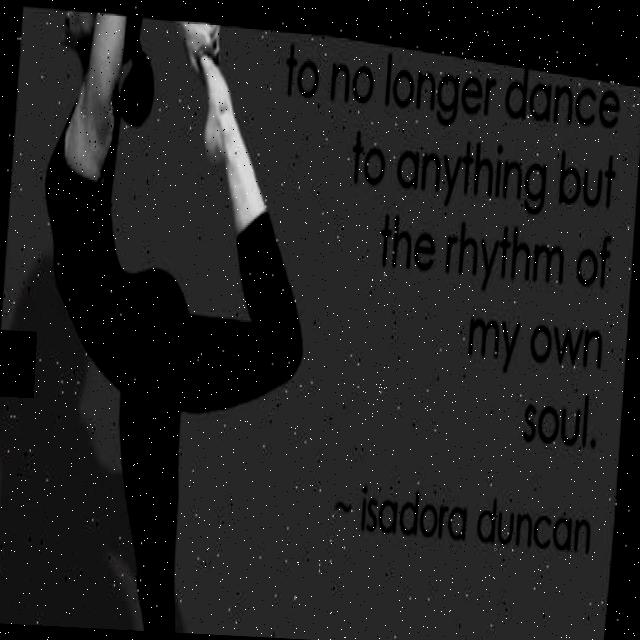 to no longer dance
to anything but
the rhythm of
my own
soul.
~ isadora duncan